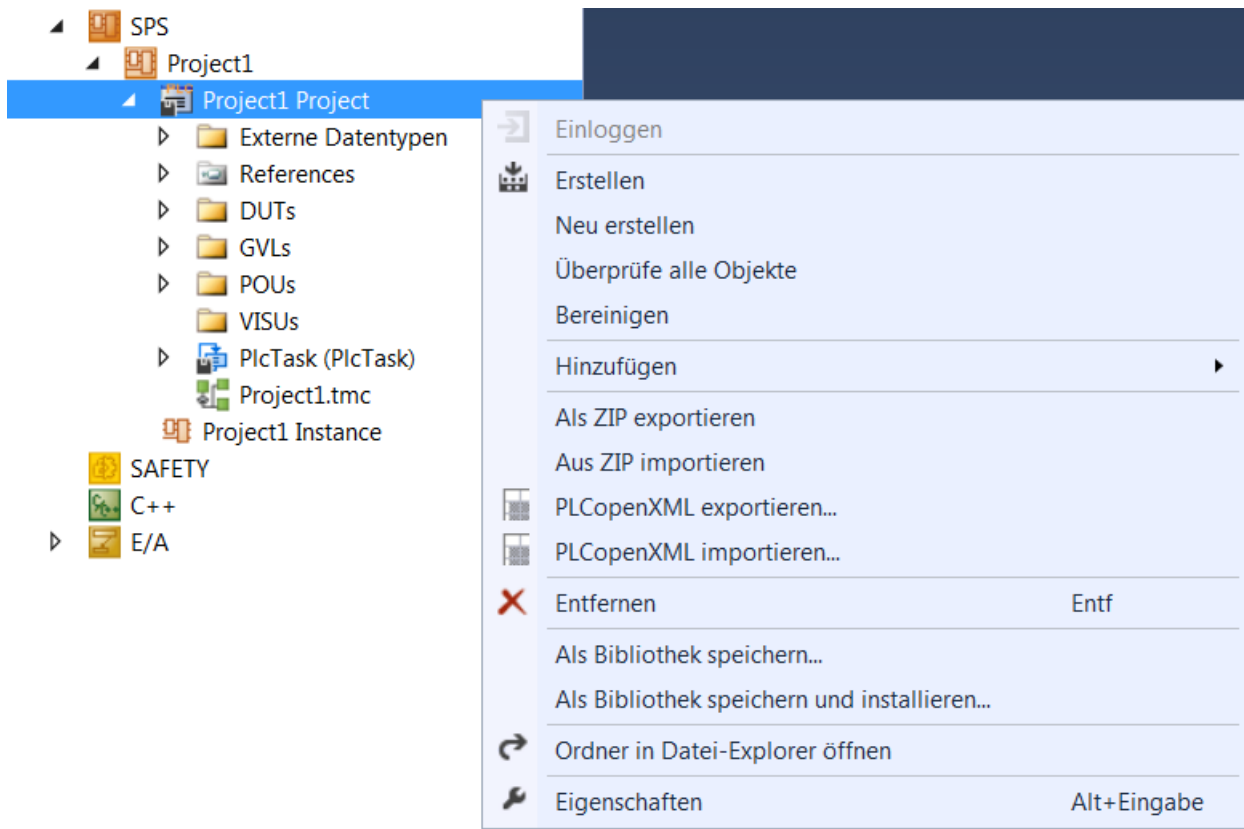 SPS
Project1
Project1 Project
Externe Datentypen
References
DUTs
GVLs
POUs
VISUs
PlcTask (PlcTask)
Project1.tmc
Project1 Instance
SAFETY
C++
E/A
Einloggen
Erstellen
Neu erstellen
Überprüfe alle Objekte
Bereinigen
Hinzufügen
Als ZIP exportieren
Aus ZIP importieren
PLCopenXML exportieren...
PLCopenXML importieren...
Entfernen Entf
Als Bibliothek speichern...
Als Bibliothek speichern und installieren...
Ordner in Datei-Explorer öffnen
Eigenschaften Alt+Eingabe